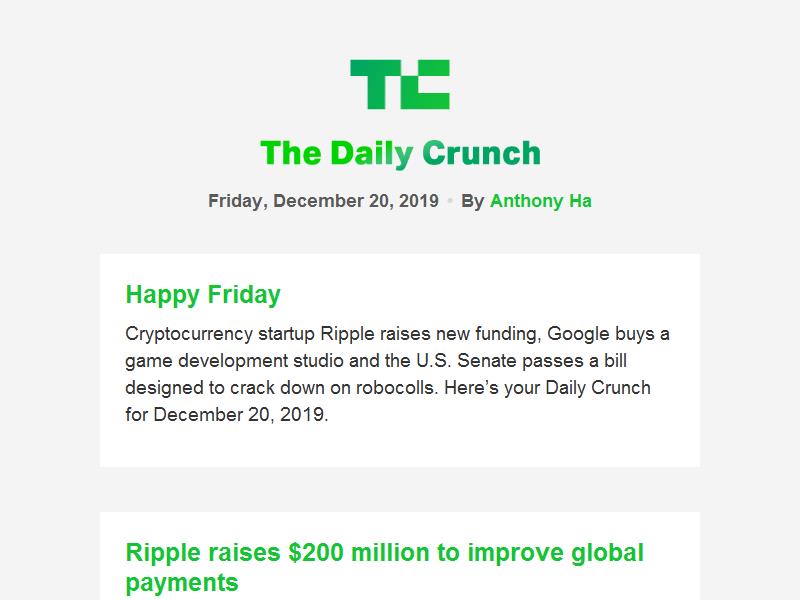 TC
The Daily Crunch
Friday, December 20, 2019 • By Anthony Ha
Happy Friday
Cryptocurrency startup Ripple raises new funding, Google buys a
game development studio and the U.S. Senate passes a bill
designed to crack down on robocolls. Here’s your Daily Crunch
for December 20, 2019.
Ripple raises $200 million to improve global
payments